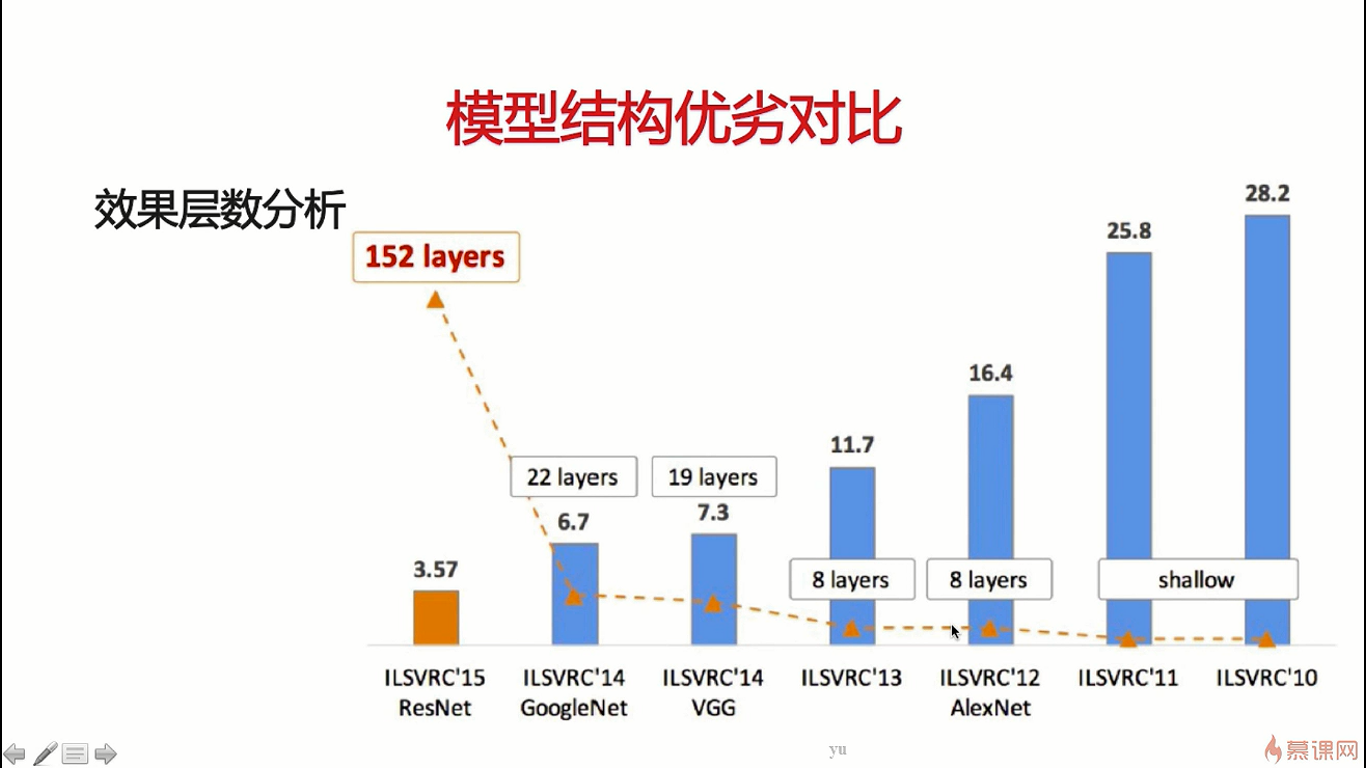 模型结构优劣对比
效果层数分析
152 layers
28.2
25.8
16.4
11.7
22 layers
19 layers
6.7
7.3
3.57
8 layers
8 layers
shallow
ILSVRC'15
ResNet
ILSVRC'14
GoogleNet
ILSVRC'14
VGG
ILSVRC'13
ILSVRC'12
AlexNet
ILSVRC'11
ILSVRC'10
yu
慕课网